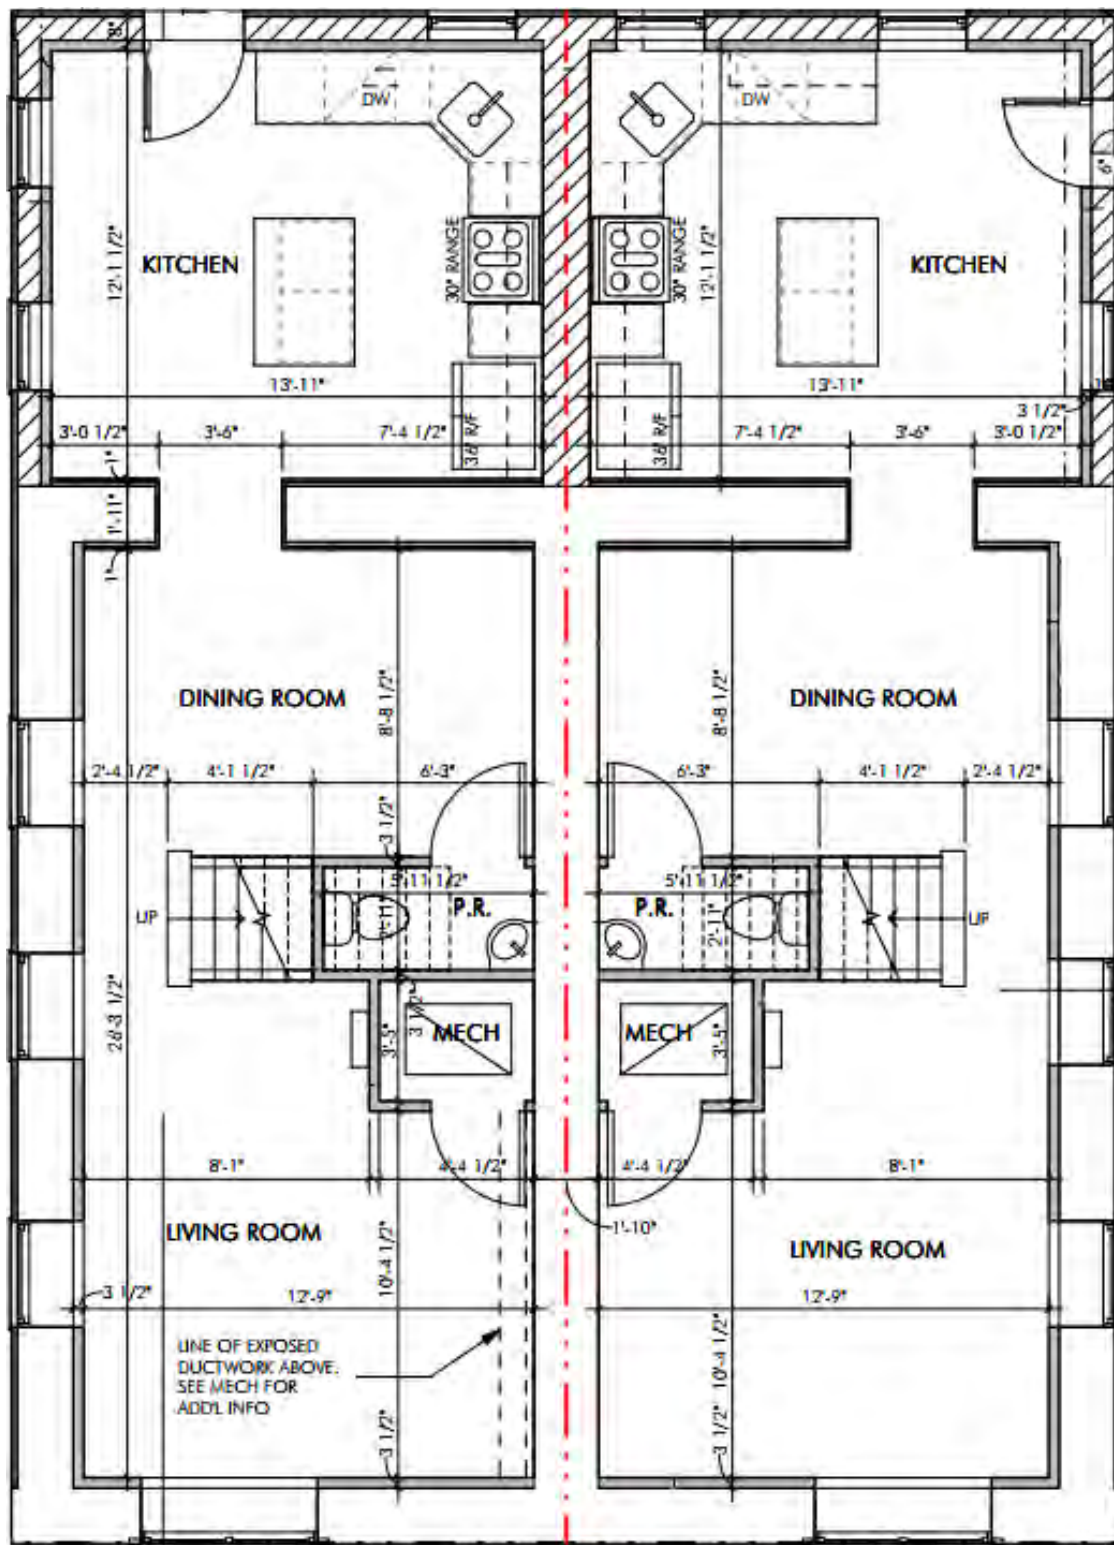 8"
DW
DW
6"
30" RANGE
30" RANGE
12'-1 1/2"
12'-1 1/2"
KITCHEN
KITCHEN
13'-11"
13'-11"
3 1/2"
3'-0 1/2"
3'-6"
7'-4 1/2"
36" R/F
36" R/F
7'-4 1/2"
3'-6"
3'-0 1/2"
1"
1'-11"
1"
DINING ROOM
DINING ROOM
8'-8 1/2"
8'-8 1/2"
2'-4 1/2"
4'-1 1/2"
6'-3"
6'-3"
4'-1 1/2"
2'-4 1/2"
3 1/2"
5'-11 1/2"
5'-11 1/2"
UP
2'-11"
P.R.
P.R.
2'-11"
UP
26'-3 1/2"
3 1/2"
3'-5"
MECH
MECH
3'-5"
8'-1"
4'-4 1/2"
4'-4 1/2"
8'-1"
1'-10"
LIVING ROOM
LIVING ROOM
10'-4 1/2"
3 1/2"
12'-9"
12'-9"
LINE OF EXPOSED
DUCTWORK ABOVE.
SEE MECH FOR
ADD'L INFO
10'-4 1/2"
3 1/2"
3 1/2"